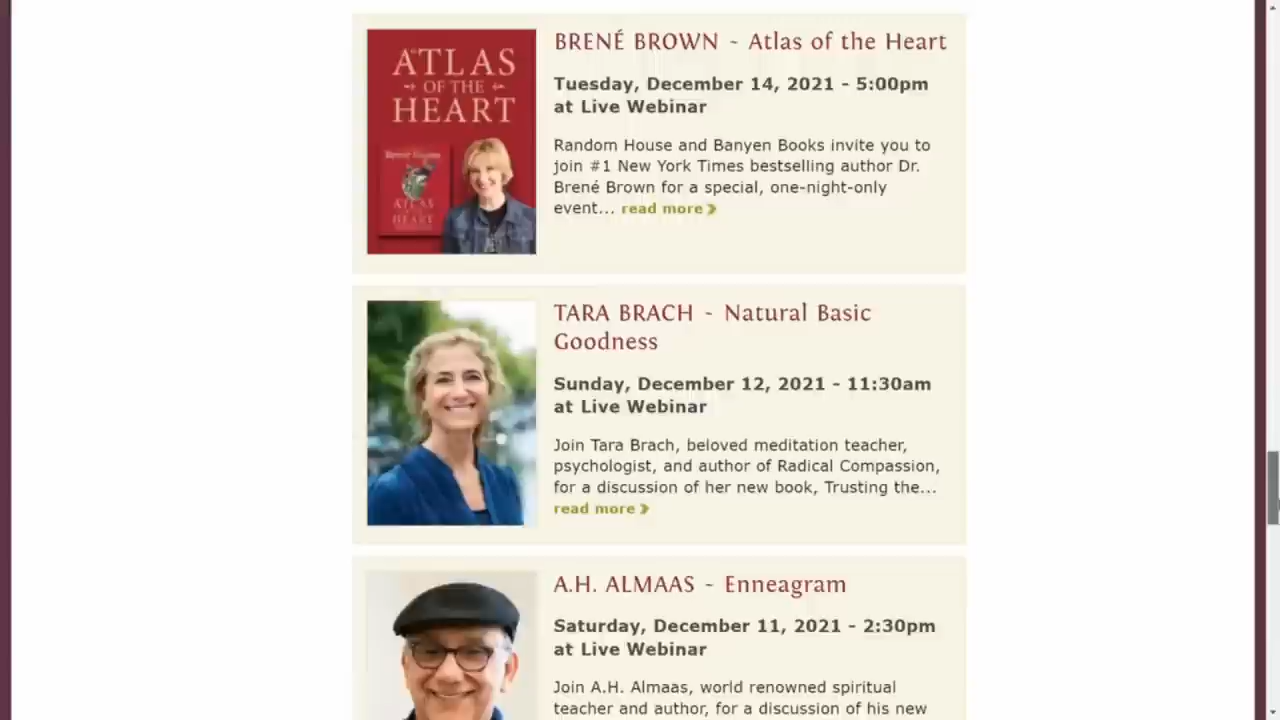 ATLAS
OF THE
HEART
ATLAS
HEART
BRENÉ BROWN ~ Atlas of the Heart
Tuesday, December 14, 2021 - 5:00pm
at Live Webinar
Random House and Banyen Books invite you to
join #1 New York Times bestselling author Dr.
Brené Brown for a special, one-night-only
event... read more
TARA BRACH ~ Natural Basic
Goodness
Sunday, December 12, 2021 - 11:30am
at Live Webinar
Join Tara Brach, beloved meditation teacher,
psychologist, and author of Radical Compassion,
for a discussion of her new book, Trusting the...
read more
A.H. ALMAAS ~ Enneagram
Saturday, December 11, 2021 - 2:30pm
at Live Webinar
Join A.H. Almaas, world renowned spiritual
teacher and author, for a discussion of his new